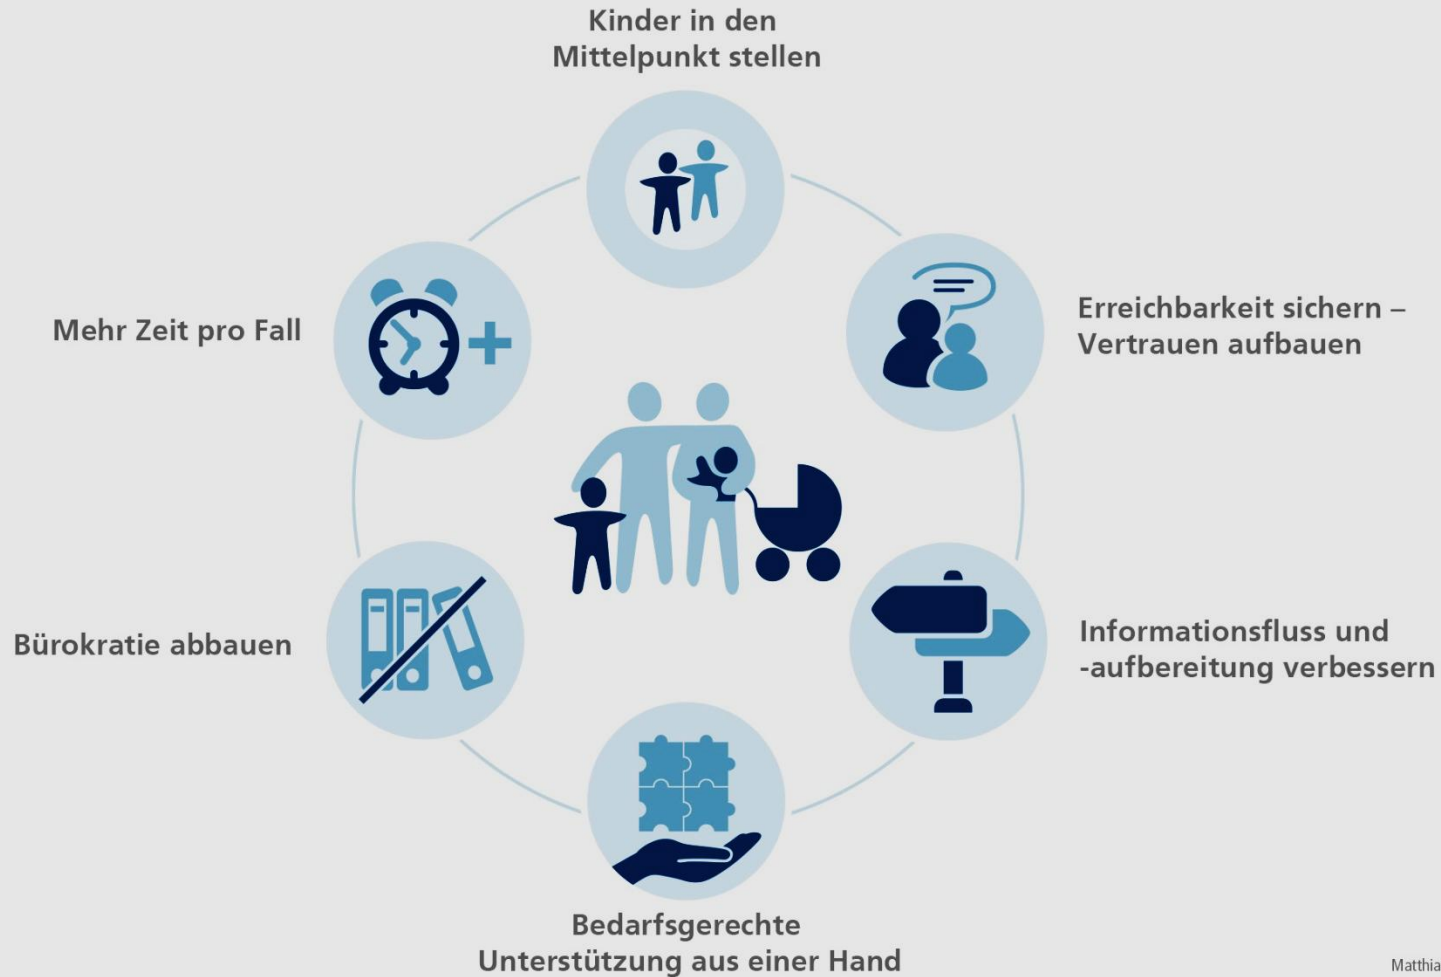 Kinder in den
Mittelpunkt stellen
Mehr Zeit pro Fall
Erreichbarkeit sichern –
Vertrauen aufbauen
Bürokratie abbauen
Informationsfluss und
-aufbereitung verbessern
Bedarfsgerechte
Unterstützung aus einer Hand